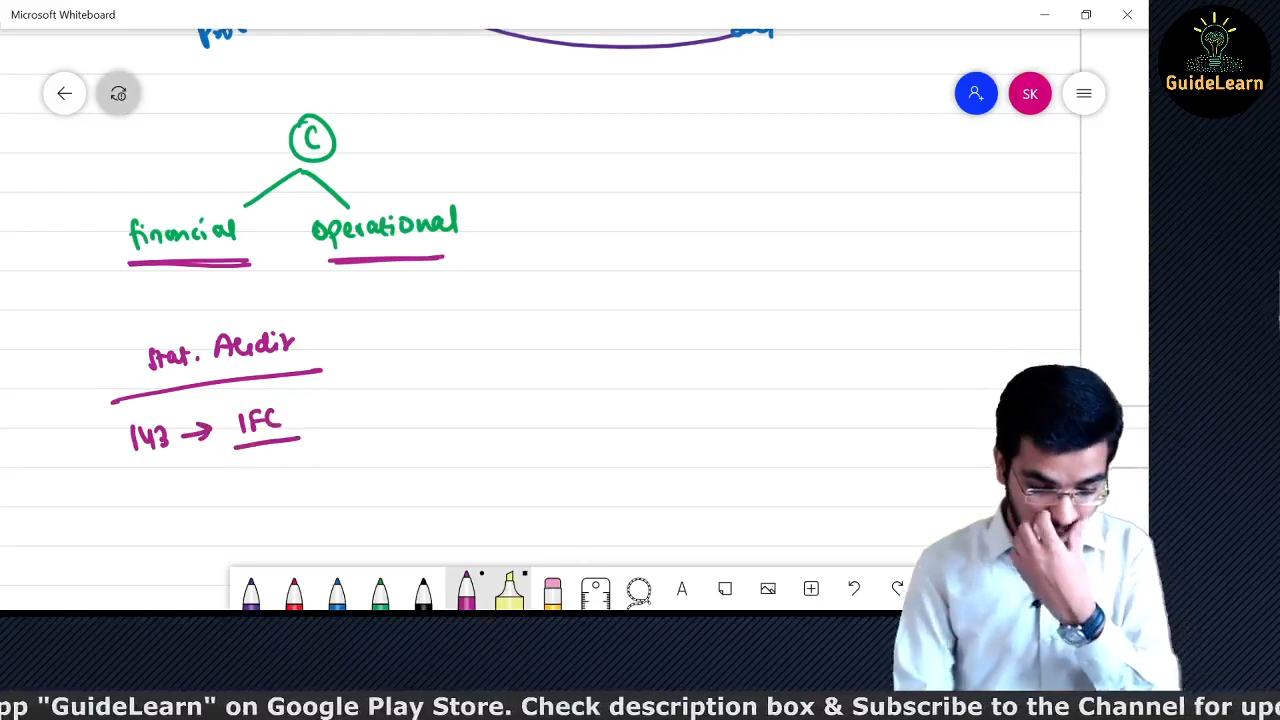 Microsoft Whiteboard
SK
GuideLearn
C
financial operational
Stat. Audit
143 → IFC
A
pp "GuideLearn" on Google Play Store. Check description box & Subscribe to the Channel for upd